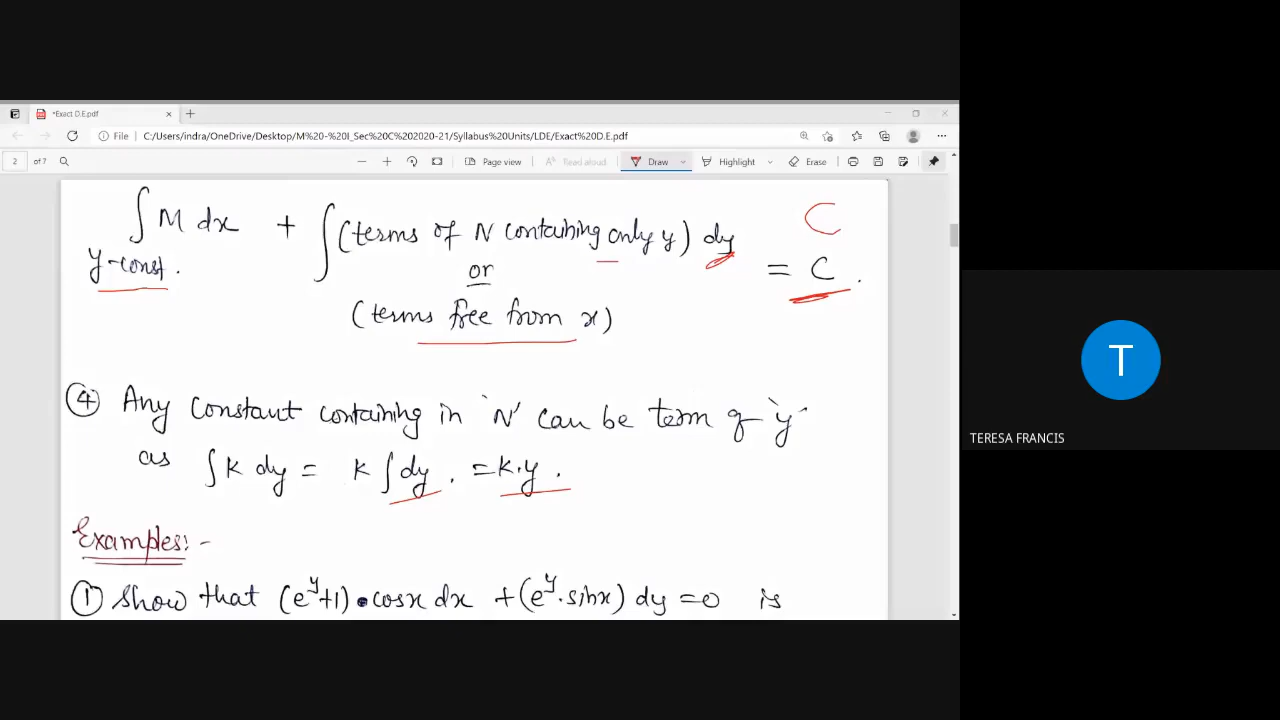 *Exact D.E.pdf
File C:/Users/indra/OneDrive/Desktop/M%20-%20I_Sec%20C%202020-21/Syllabus%20Units/LDE/Exact%20D.E.pdf
2 of 7 Page view Read aloud Draw Highlight Erase
C
∫ M dx + ∫ (terms of N containing only y) dy
y-const. or = C.
(terms free from x)
④ Any constant containing in 'N' can be term of 'y'
as ∫ K dy = K ∫ dy. = K.y.
Examples:-
① Show that (e^y+1)·cosx dx + (e^y.sinx) dy =0 is
T
TERESA FRANCIS